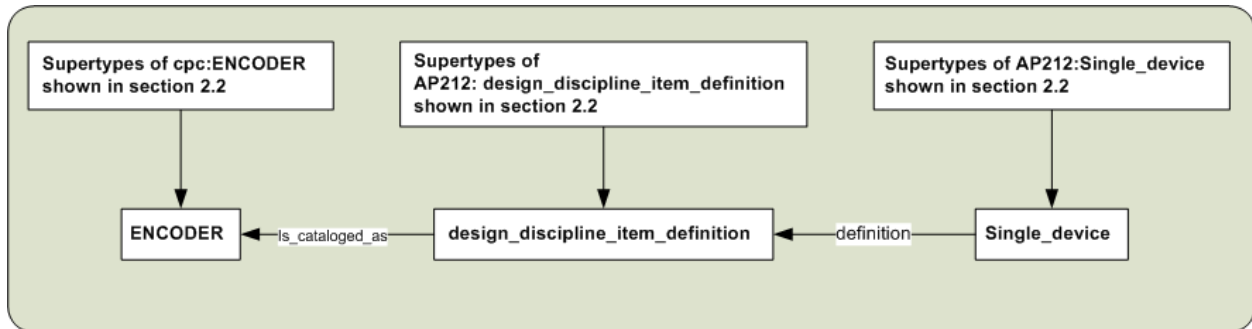 Supertypes of cpc:ENCODER
shown in section 2.2
Supertypes of
AP212: design_discipline_item_definition
shown in section 2.2
Supertypes of AP212:Single_device
shown in section 2.2
ENCODER
Is_cataloged_as
design_discipline_item_definition
definition
Single_device